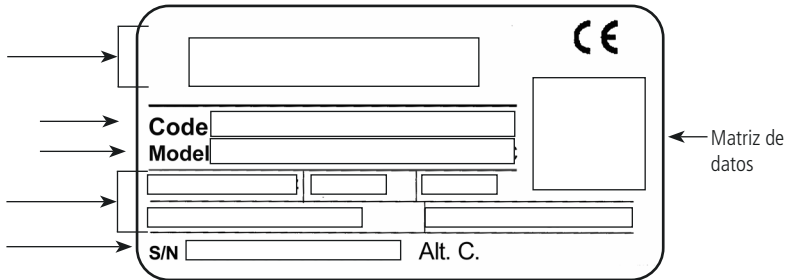 CE
Code
Model
Matriz de
datos
S/N Alt. C.